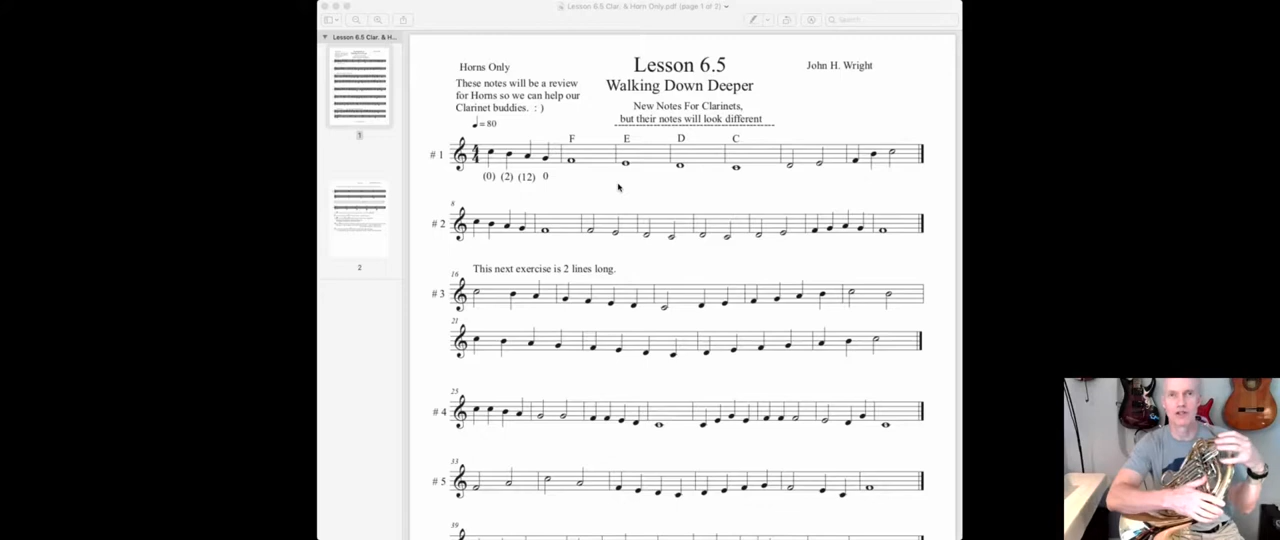 Lesson 6.5 Clar. & Horn Only.pdf (page 1 of 2)
Search
Lesson 6.5 Clar. & H...
1
2
Horns Only
Lesson 6.5
John H. Wright
These notes will be a review
for Horns so we can help our
Clarinet buddies. : )
Walking Down Deeper
New Notes For Clarinets,
but their notes will look different
= 80
F E D C
# 1
4
4
(0) (2) (12) 0
8
# 2
This next exercise is 2 lines long.
16
# 3
21
25
# 4
33
# 5
39